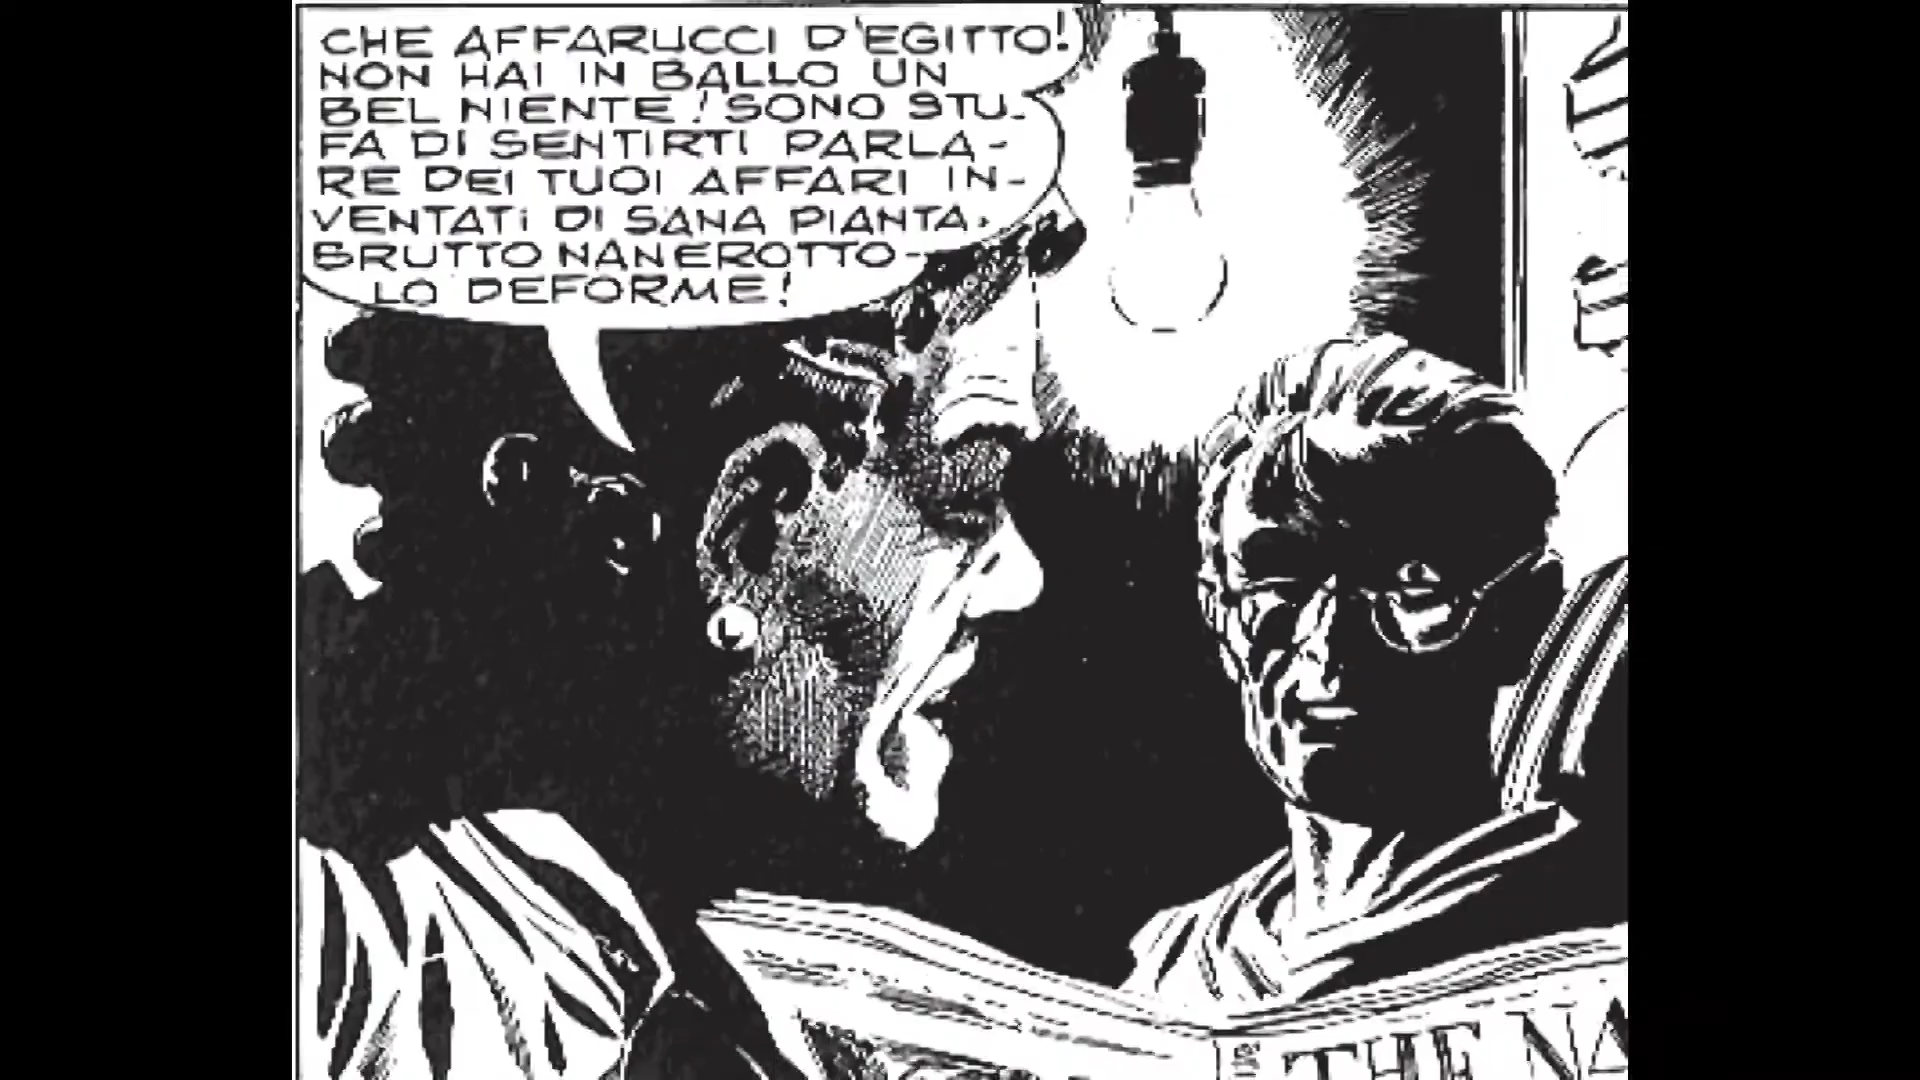 CHE AFFARUCCI D'EGITTO!
NON HAI IN BALLO UN
BEL NIENTE! SONO STU-
FA DI SENTIRTI PARLA-
RE DEI TUOI AFFARI IN-
VENTATI DI SANA PIANTA.
BRUTTO NANEROTTO-
LO DEFORME!
THE NA